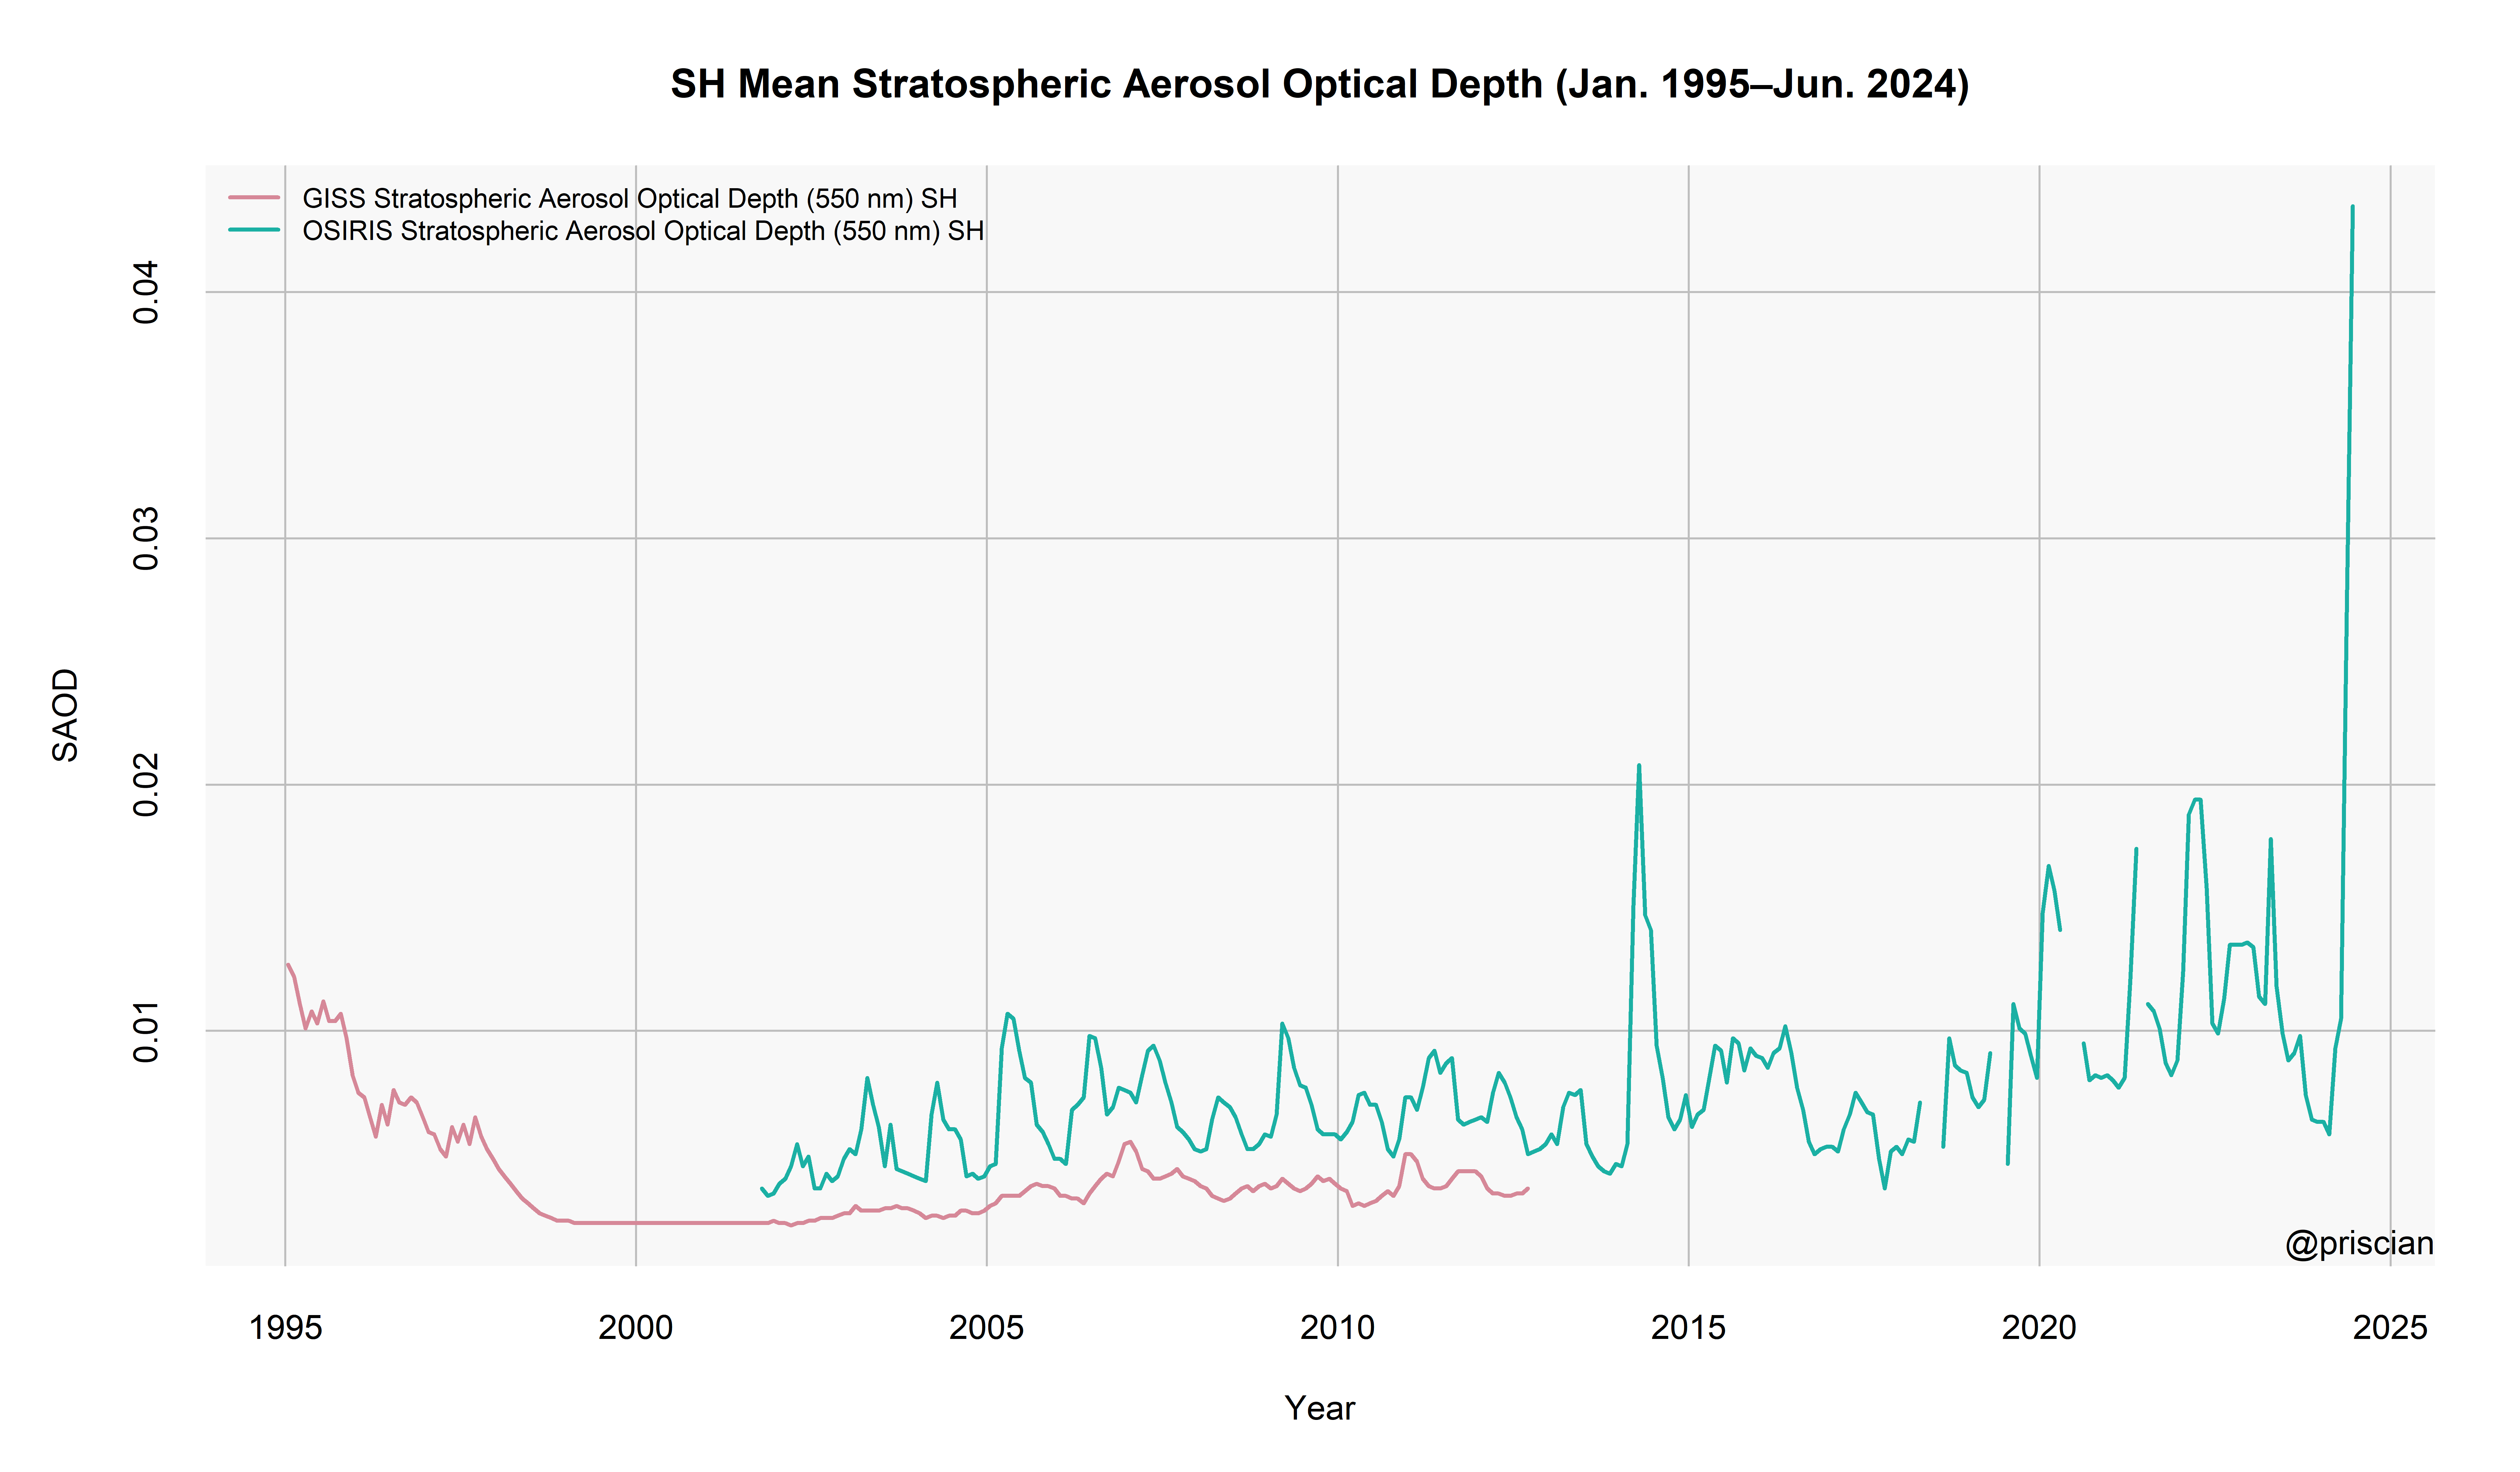 SH Mean Stratospheric Aerosol Optical Depth (Jan. 1995–Jun. 2024)
GISS Stratospheric Aerosol Optical Depth (550 nm) SH
OSIRIS Stratospheric Aerosol Optical Depth (550 nm) SH
0.04
0.03
0.02
0.01
SAOD
@priscian
1995 2000 2005 2010 2015 2020 2025
Year